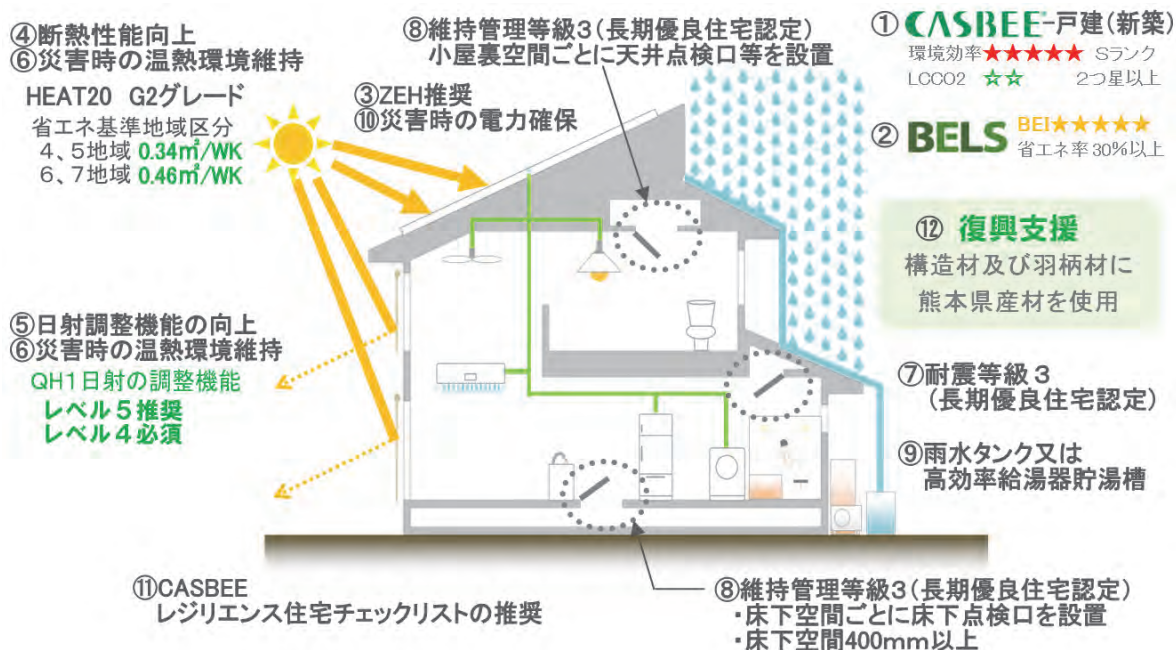 ④断熱性能向上
⑥災害時の温熱環境維持
HEAT20 G2グレード
省エネ基準地域区分
4、5地域 0.34㎡/WK
6、7地域 0.46㎡/WK
⑧維持管理等級3(長期優良住宅認定)
小屋裏空間ごとに天井点検口等を設置
③ZEH推奨
⑩災害時の電力確保
①CASBEE®-戸建(新築)
環境効率★★★★★ Sランク
LCCO2 ☆☆ 2つ星以上
②BELS BEI★★★★★
省エネ率30%以上
⑫ 復興支援
構造材及び羽柄材に
熊本県産材を使用
⑤日射調整機能の向上
⑥災害時の温熱環境維持
QH1日射の調整機能
レベル5推奨
レベル4必須
⑦耐震等級3
(長期優良住宅認定)
⑨雨水タンク又は
高効率給湯器貯湯槽
⑪CASBEE
レジリエンス住宅チェックリストの推奨
⑧維持管理等級3(長期優良住宅認定)
・床下空間ごとに床下点検口を設置
・床下空間400mm以上